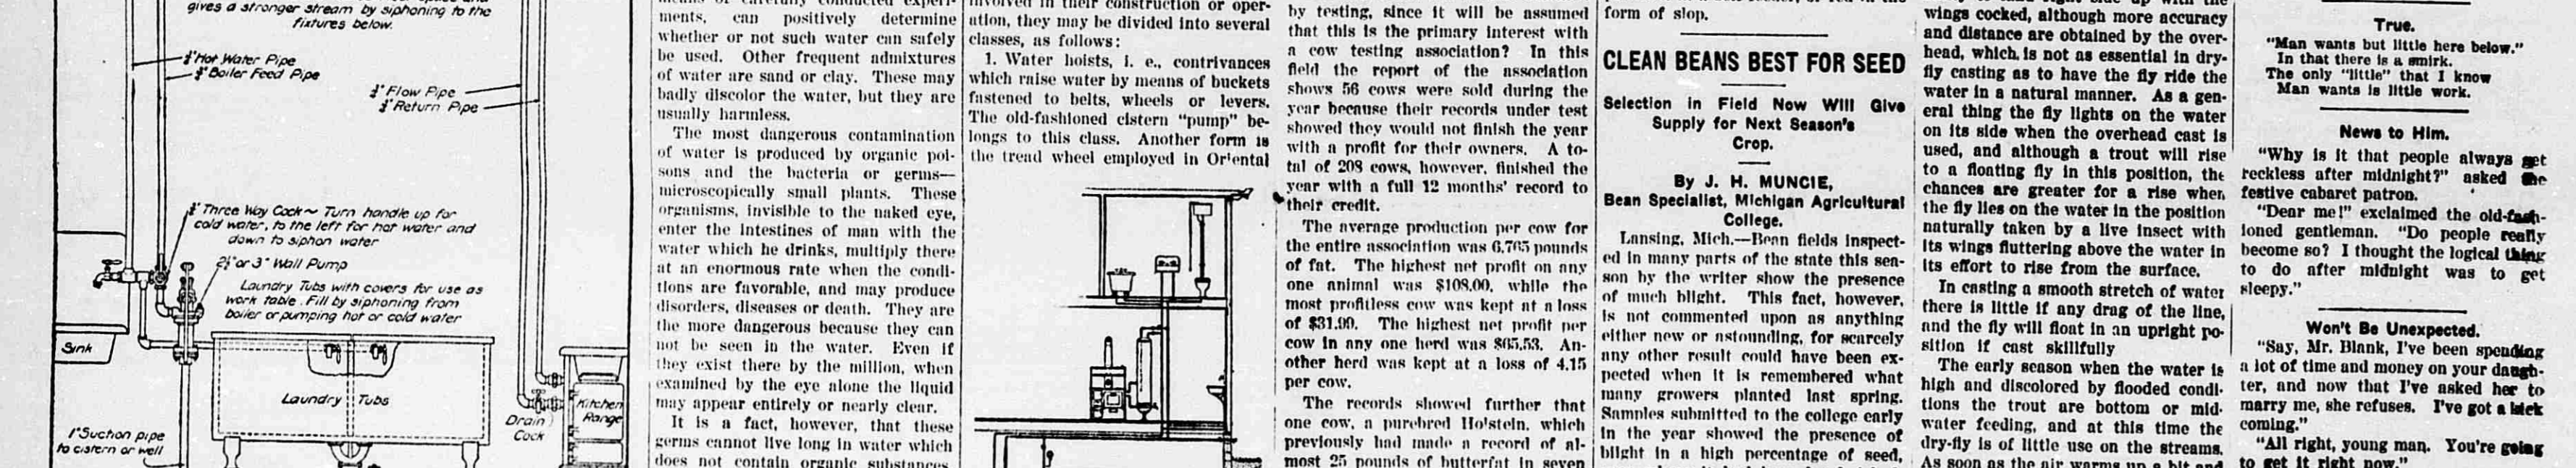 gives a stronger stream by siphoning to the
fixtures below.
¾" Hot Water Pipe
¾" Boiler Feed Pipe
¾" Flow Pipe
¾" Return Pipe
¾" Three Way Cock ~ Turn handle up for
cold water, to the left for hot water and
down to siphon water
2½" or 3" Wall Pump
Laundry Tubs with covers for use as
work table. Fill by siphoning from
boiler or pumping hot or cold water
Sink
Laundry Tubs
Drain
Cock
Kitchen
Range
1" Suction pipe
to cistern or well
means of carefully conducted experi-
ments, can positively determine
whether or not such water can safely
be used. Other frequent admixtures
of water are sand or clay. These may
badly discolor the water, but they are
usually harmless.
The most dangerous contamination
of water is produced by organic poi-
sons and the bacteria or germs—
microscopically small plants. These
organisms, invisible to the naked eye,
enter the intestines of man with the
water which he drinks, multiply there
at an enormous rate when the condi-
tions are favorable, and may produce
disorders, diseases or death. They are
the more dangerous because they can
not be seen in the water. Even if
they exist there by the million, when
examined by the eye alone the liquid
may appear entirely or nearly clear.
It is a fact, however, that these
germs cannot live long in water which
does not contain organic substances,
involved in their construction or oper-
ation, they may be divided into several
classes, as follows:
1. Water hoists, i. e., contrivances
which raise water by means of buckets
fastened to belts, wheels or levers.
The old-fashioned cistern "pump" be-
longs to this class. Another form is
the tread wheel employed in Oriental
by testing, since it will be assumed
that this is the primary interest with
a cow testing association? In this
field the report of the association
shows 56 cows were sold during the
year because their records under test
showed they would not finish the year
with a profit for their owners. A to-
tal of 208 cows, however, finished the
year with a full 12 months' record to
their credit.
The average production per cow for
the entire association was 6,765 pounds
of fat. The highest net profit on any
one animal was $108.00, while the
most profitless cow was kept at a loss
of $31.99. The highest net profit per
cow in any one herd was $65.53. An-
other herd was kept at a loss of 4.15
per cow.
The records showed further that
one cow, a purebred Holstein, which
previously had made a record of al-
most 25 pounds of butterfat in seven
form of slop.
CLEAN BEANS BEST FOR SEED
Selection in Field Now Will Give
Supply for Next Season's
Crop.
By J. H. MUNCIE,
Bean Specialist, Michigan Agricultural
College.
Lansing, Mich.—Bean fields inspect-
ed in many parts of the state this sea-
son by the writer show the presence
of much blight. This fact, however,
is not commented upon as anything
either new or astounding, for scarcely
any other result could have been ex-
pected when it is remembered what
many growers planted last spring.
Samples submitted to the college early
in the year showed the presence of
blight in a high percentage of seed,
wings cocked, although more accuracy
and distance are obtained by the over-
head, which is not as essential in dry-
fly casting as to have the fly ride the
water in a natural manner. As a gen-
eral thing the fly lights on the water
on its side when the overhead cast is
used, and although a trout will rise
to a floating fly in this position, the
chances are greater for a rise when
the fly lies on the water in the position
naturally taken by a live insect with
its wings fluttering above the water in
its effort to rise from the surface.
In casting a smooth stretch of water
there is little if any drag of the line,
and the fly will float in an upright po-
sition if cast skillfully
The early season when the water is
high and discolored by flooded condi-
tions the trout are bottom or mid-
water feeding, and at this time the
dry-fly is of little use on the streams.
As soon as the air warms up a bit and
True.
"Man wants but little here below."
In that there is a smirk.
The only "little" that I know
Man wants is little work.
News to Him.
"Why is it that people always get
reckless after midnight?" asked the
festive cabaret patron.
"Dear me!" exclaimed the old-fash-
ioned gentleman. "Do people really
become so? I thought the logical thing
to do after midnight was to get
sleepy."
Won't Be Unexpected.
"Say, Mr. Blank, I've been spending
a lot of time and money on your daugh-
ter, and now that I've asked her to
marry me, she refuses. I've got a kick
coming."
"All right, young man. You're going
to get it right now."